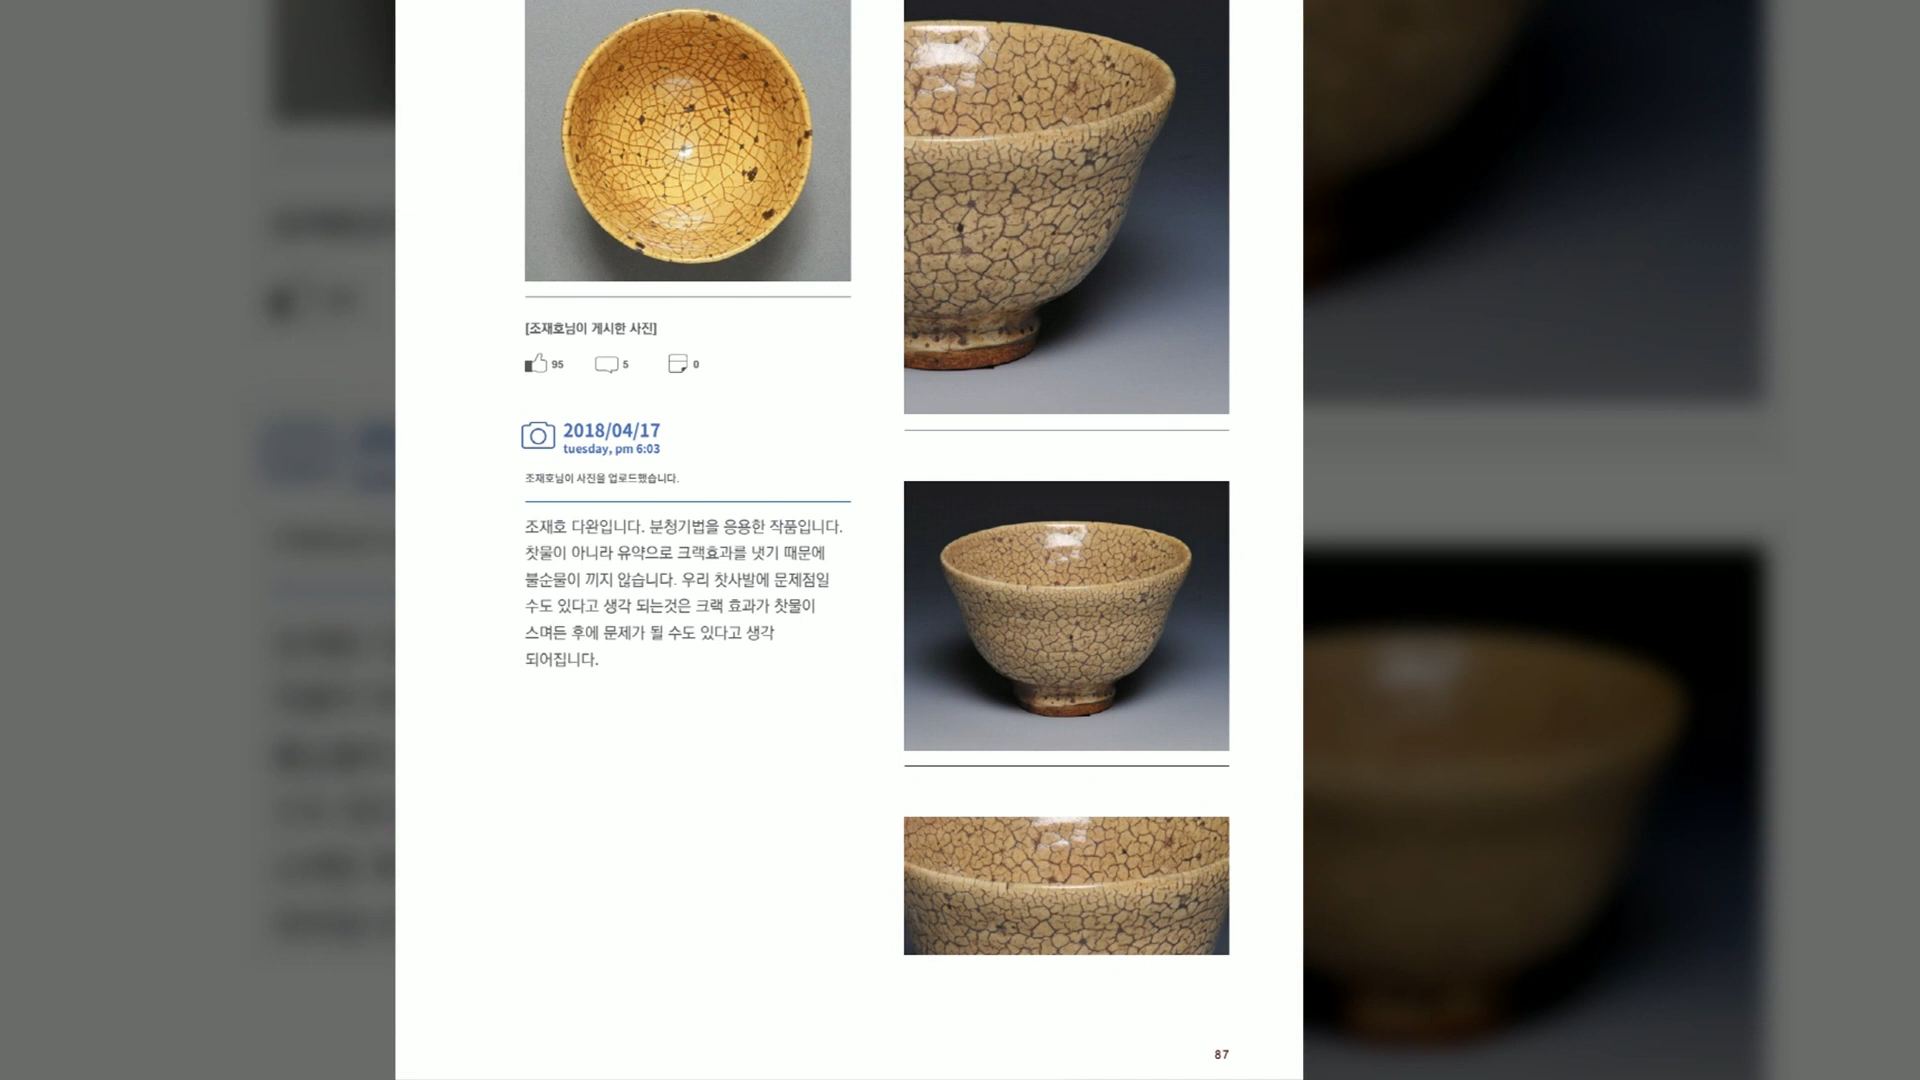 [조재호님이 게시한 사진]
95 5 0
2018/04/17
tuesday, pm 6:03
조재호님이 사진을 업로드했습니다.
조재호 다완입니다. 분청기법을 응용한 작품입니다.
찻물이 아니라 유약으로 크랙효과를 냇기 때문에
불순물이 끼지 않습니다. 우리 찻사발에 문제점일
수도 있다고 생각 되는것은 크랙 효과가 찻물이
스며든 후에 문제가 될 수도 있다고 생각
되어집니다.
87